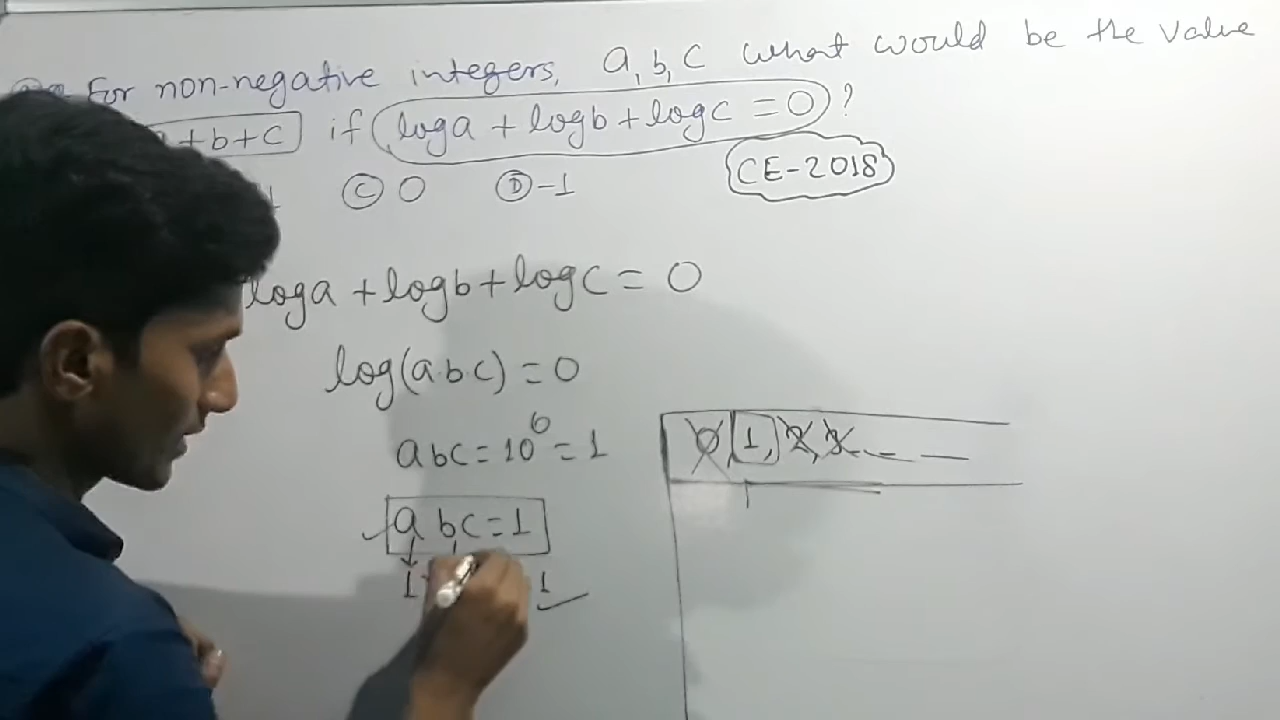 For non-negative integers, a, b, c what would be the value
+b+c if log a + log b + log c = 0 ?
C 0 D -1
CE-2018
log a + log b + log c = 0
log(a.b.c) = 0
abc = 10⁰ = 1
0, 1, 2, 3, _ _
abc = 1
1 1